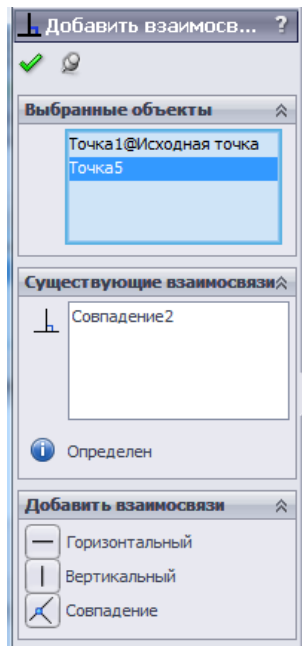 Добавить взаимосв... ?
Выбранные объекты
Точка1@Исходная точка
Точка5
Существующие взаимосвязи
Совпадение2
Определен
Добавить взаимосвязи
Горизонтальный
Вертикальный
Совпадение